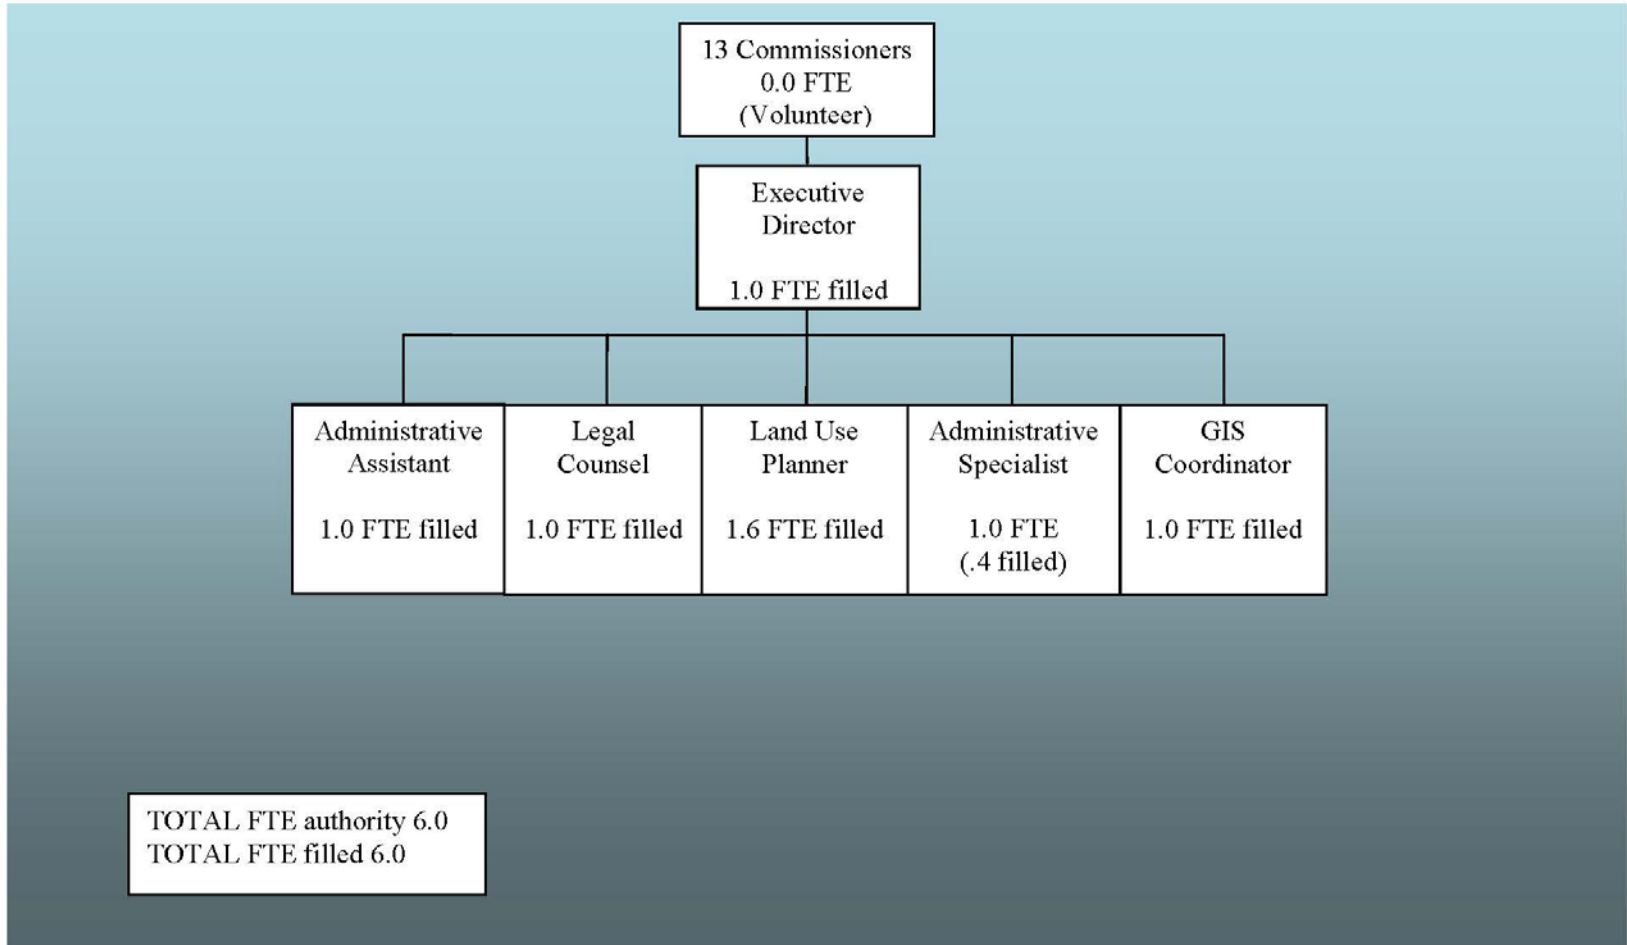 13 Commissioners
0.0 FTE
(Volunteer)
Executive
Director
1.0 FTE filled
Administrative
Assistant
1.0 FTE filled
Legal
Counsel
1.0 FTE filled
Land Use
Planner
1.6 FTE filled
Administrative
Specialist
1.0 FTE
(.4 filled)
GIS
Coordinator
1.0 FTE filled
TOTAL FTE authority 6.0
TOTAL FTE filled 6.0